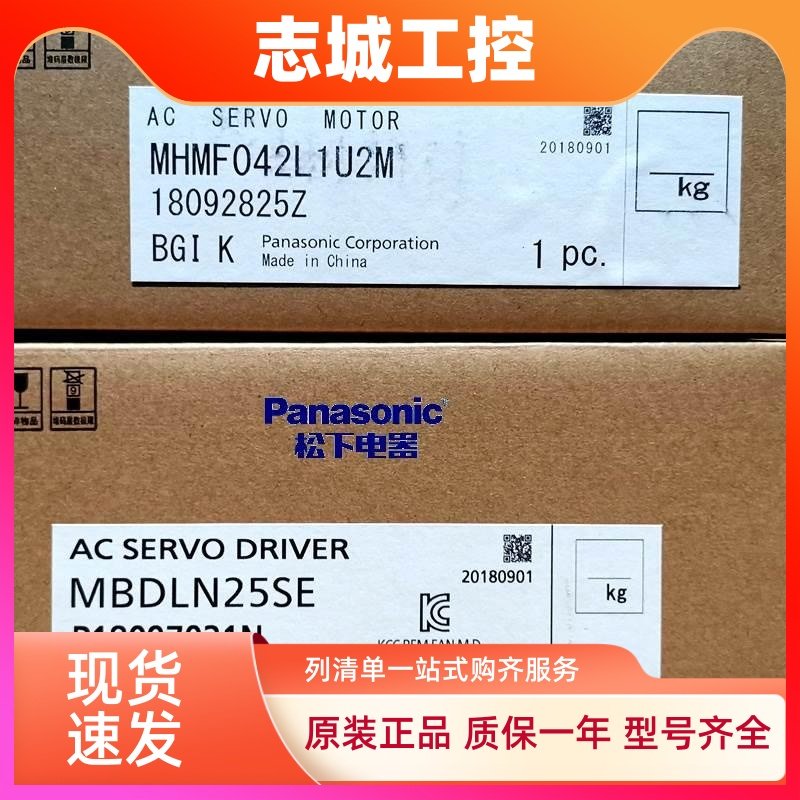 志城工控
AC SERVO MOTOR
20180901
MHMF042L1U2M
18092825Z
kg
BGI K
Panasonic Corporation
Made in China
1 pc.
Panasonic
松下电器
AC SERVO DRIVER
20180901
MBDLN25SE
kg
现货
速发
列清单一站式购齐服务
原装正品 质保一年 型号齐全